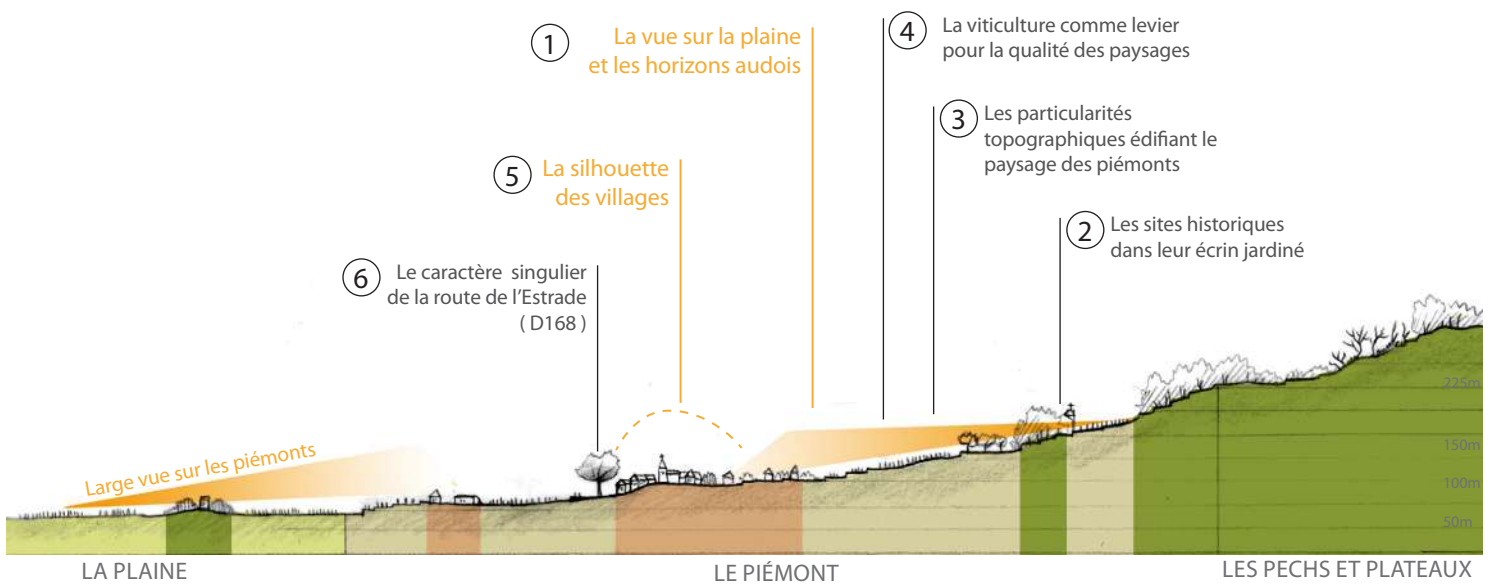 1
La vue sur la plaine
et les horizons audois
4
La viticulture comme levier
pour la qualité des paysages
3
Les particularités
topographiques édifiant le
paysage des piémonts
5
La silhouette
des villages
2
Les sites historiques
dans leur écrin jardiné
6
Le caractère singulier
de la route de l'Estrade
( D168 )
Large vue sur les piémonts
225m
150m
100m
50m
LA PLAINE
LE PIÉMONT
LES PECHS ET PLATEAUX